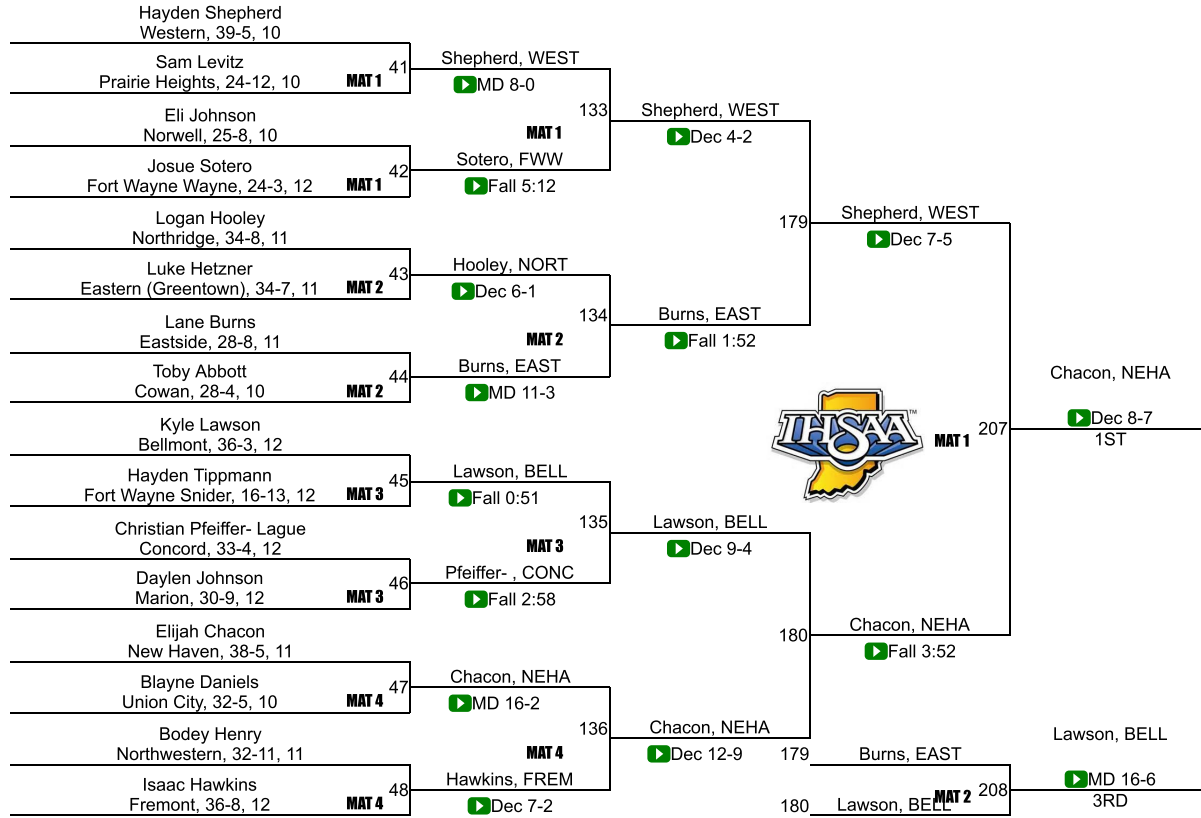 Hayden Shepherd
Western, 39-5, 10
Sam Levitz
Prairie Heights, 24-12, 10
MAT 1
41
Eli Johnson
Norwell, 25-8, 10
Josue Sotero
Fort Wayne Wayne, 24-3, 12
MAT 1
42
Logan Hooley
Northridge, 34-8, 11
Luke Hetzner
Eastern (Greentown), 34-7, 11
MAT 2
43
Lane Burns
Eastside, 28-8, 11
Toby Abbott
Cowan, 28-4, 10
MAT 2
44
Kyle Lawson
Bellmont, 36-3, 12
Hayden Tippmann
Fort Wayne Snider, 16-13, 12
MAT 3
45
Christian Pfeiffer- Lague
Concord, 33-4, 12
Daylen Johnson
Marion, 30-9, 12
MAT 3
46
Elijah Chacon
New Haven, 38-5, 11
Blayne Daniels
Union City, 32-5, 10
MAT 4
47
Bodey Henry
Northwestern, 32-11, 11
Isaac Hawkins
Fremont, 36-8, 12
MAT 4
48
Shepherd, WEST
MD 8-0
133
MAT 1
Sotero, FWW
Fall 5:12
Hooley, NORT
Dec 6-1
134
MAT 2
Burns, EAST
MD 11-3
Lawson, BELL
Fall 0:51
135
MAT 3
Pfeiffer- , CONC
Fall 2:58
Chacon, NEHA
MD 16-2
136
MAT 4
Hawkins, FREM
Dec 7-2
Shepherd, WEST
Dec 4-2
179
Burns, EAST
Fall 1:52
Lawson, BELL
Dec 9-4
180
Chacon, NEHA
Dec 12-9
Shepherd, WEST
Dec 7-5
IHSAA
TM
MAT 1
207
Chacon, NEHA
Fall 3:52
Chacon, NEHA
Dec 8-7
1ST
179
Burns, EAST
MAT 2
208
180
Lawson, BELL
Lawson, BELL
MD 16-6
3RD